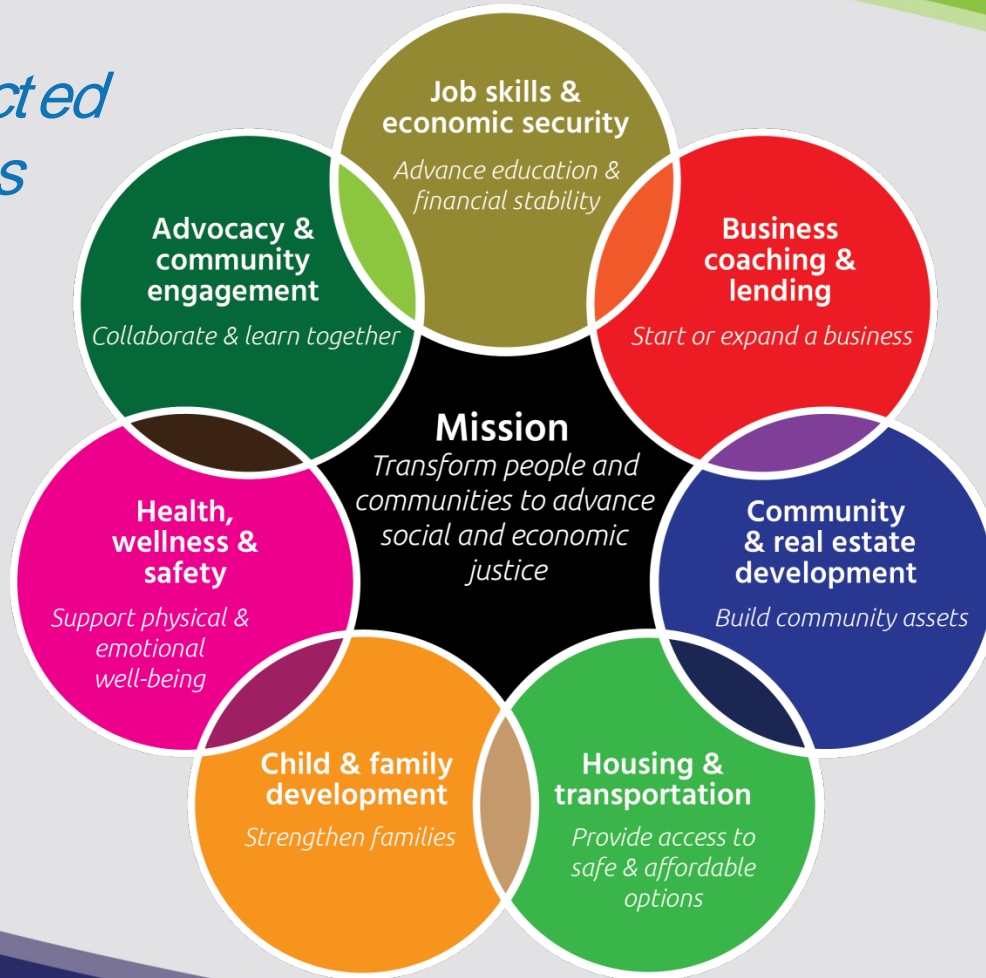 cted
s
Job skills &
economic security
Advance education &
financial stability
Advocacy &
community
engagement
Collaborate & learn together
Business
coaching &
lending
Start or expand a business
Mission
Transform people and
communities to advance
social and economic
justice
Health,
wellness &
safety
Support physical &
emotional
well-being
Community
& real estate
development
Build community assets
Child & family
development
Strengthen families
Housing &
transportation
Provide access to
safe & affordable
options